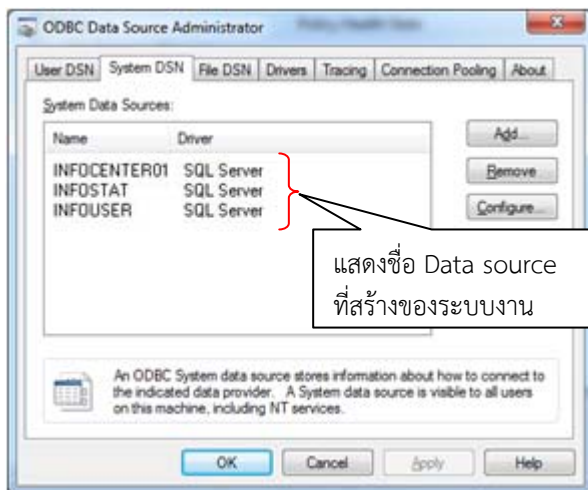 ODBC Data Source Administrator
User DSN System DSN File DSN Drivers Tracing Connection Pooling About
System Data Sources:
Name Driver
INFOCENTER01 SQL Server
INFOSTAT SQL Server
INFOUSER SQL Server
Add...
Remove
Configure...
แสดงชื่อ Data source
ที่สร้างของระบบงาน
An ODBC System data source stores information about how to connect to
the indicated data provider. A System data source is visible to all users
on this machine, including NT services.
OK Cancel Apply Help